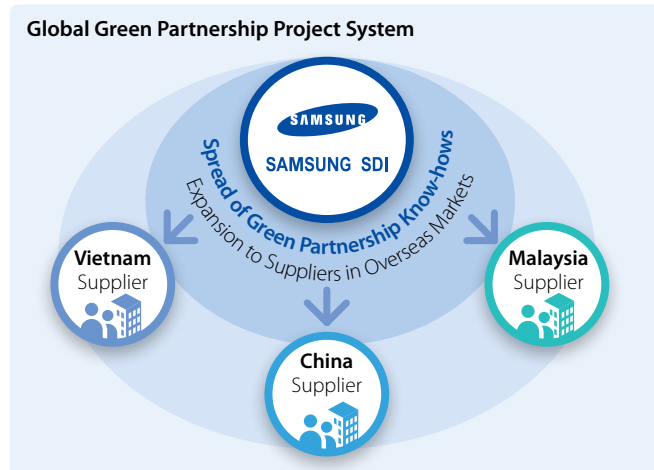 Global Green Partnership Project System
SAMSUNG
SAMSUNG SDI
Spread of Green Partnership Know-hows
Expansion to Suppliers in Overseas Markets
Vietnam
Supplier
Malaysia
Supplier
China
Supplier